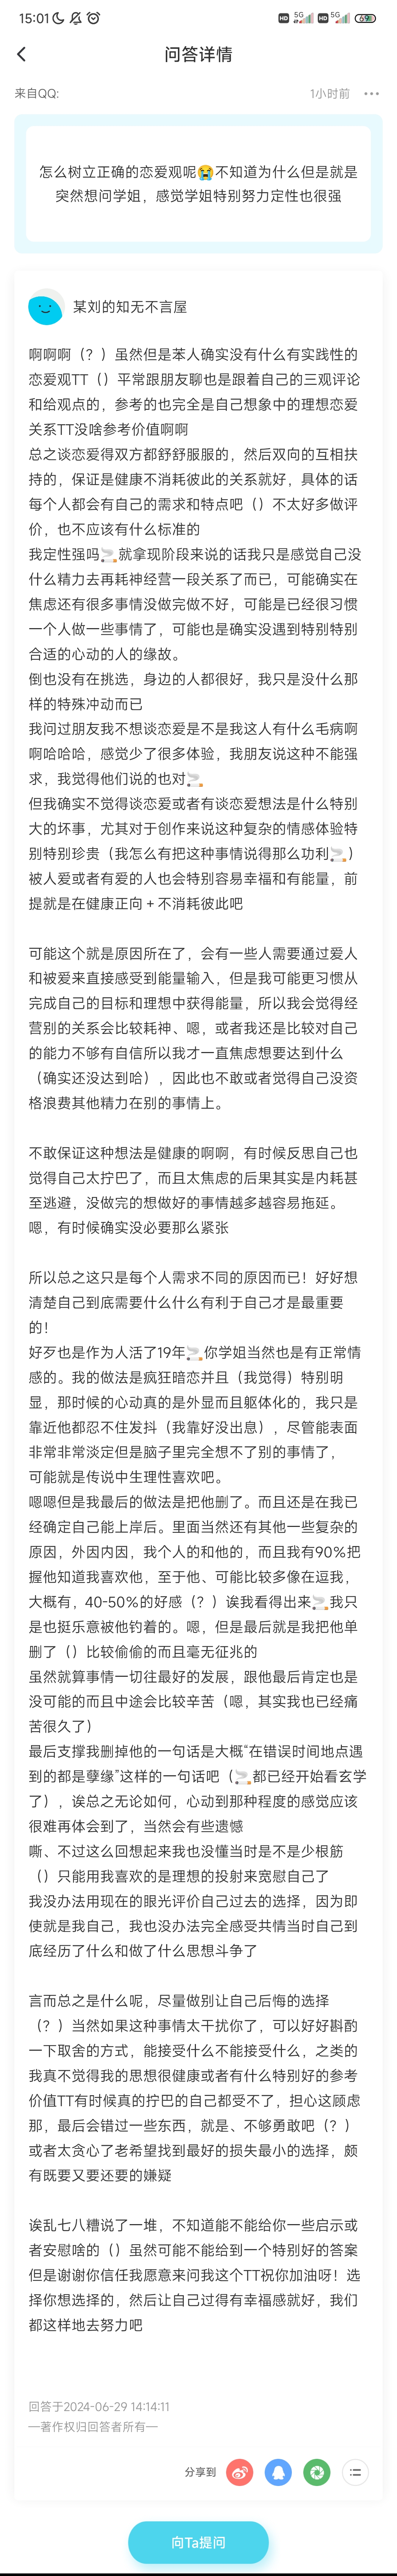 15:01
HD 5G HD 5G 69
问答详情
来自QQ:
1小时前
怎么树立正确的恋爱观呢😭不知道为什么但是就是
突然想问学姐，感觉学姐特别努力定性也很强
某刘的知无不言屋
啊啊啊（？）虽然但是本人确实没有什么有实践性的
恋爱观TT（）平常跟朋友聊也是跟着自己的三观评论
和给观点的，参考的也完全是自己想象中的理想恋爱
关系TT没啥参考价值啊啊
总之谈恋爱得双方都舒舒服服的，然后双向的互相扶
持的，保证是健康不消耗彼此的关系就好，具体的话
每个人都会有自己的需求和特点吧（）不太好多做评
价，也不应该有什么标准的
我定性强吗🚬就拿现阶段来说的话我只是感觉自己没
什么精力去再耗神经营一段关系了而已，可能确实在
焦虑还有很多事情没做完做不好，可能是已经很习惯
一个人做一些事情了，可能也是确实没遇到特别特别
合适的心动的人的缘故。
倒也没有在挑选，身边的人都很好，我只是没什么那
样的特殊冲动而已
我问过朋友我不想谈恋爱是不是我这人有什么毛病啊
啊哈哈哈，感觉少了很多体验，我朋友说这种不能强
求，我觉得他们说的也对🚬
但我确实不觉得谈恋爱或者有谈恋爱想法是什么特别
大的坏事，尤其对于创作来说这种复杂的情感体验特
别特别珍贵（我怎么有把这种事情说得那么功利🚬）
被人爱或者有爱的人也会特别容易幸福和有能量，前
提就是在健康正向＋不消耗彼此吧
可能这个就是原因所在了，会有一些人需要通过爱人
和被爱来直接感受到能量输入，但是我可能更习惯从
完成自己的目标和理想中获得能量，所以我会觉得经
营别的关系会比较耗神、嗯，或者我还是比较对自己
的能力不够有自信所以我才一直焦虑想要达到什么
（确实还没达到哈），因此也不敢或者觉得自己没资
格浪费其他精力在别的事情上。
不敢保证这种想法是健康的啊啊，有时候反思自己也
觉得自己太拧巴了，而且太焦虑的后果其实是内耗甚
至逃避，没做完的想做好的事情越多越容易拖延。
嗯，有时候确实没必要那么紧张
所以总之这只是每个人需求不同的原因而已！好好想
清楚自己到底需要什么什么有利于自己才是最重要
的！
好歹也是作为人活了19年🚬你学姐当然也是有正常情
感的。我的做法是疯狂暗恋并且（我觉得）特别明
显，那时候的心动真的是外显而且躯体化的，我只是
靠近他都忍不住发抖（我靠好没出息），尽管能表面
非常非常淡定但是脑子里完全想不了别的事情了，
可能就是传说中生理性喜欢吧。
嗯嗯但是我最后的做法是把他删了。而且还是在我已
经确定自己能上岸后。里面当然还有其他一些复杂的
原因，外因内因，我个人的和他的，而且我有90%把
握他知道我喜欢他，至于他、可能比较多像在逗我，
大概有，40-50%的好感（？）诶我看得出来🚬我只
是也挺乐意被他钓着的。嗯，但是最后就是我把他单
删了（）比较偷偷的而且毫无征兆的
虽然就算事情一切往最好的发展，跟他最后肯定也是
没可能的而且中途会比较辛苦（嗯，其实我也已经痛
苦很久了）
最后支撑我删掉他的一句话是大概“在错误时间地点遇
到的都是孽缘”这样的一句话吧（🚬都已经开始看玄学
了），诶总之无论如何，心动到那种程度的感觉应该
很难再体会到了，当然会有些遗憾
嘶、不过这么回想起来我也没懂当时是不是少根筋
（）只能用我喜欢的是理想的投射来宽慰自己了
我没办法用现在的眼光评价自己过去的选择，因为即
使就是我自己，我也没办法完全感受共情当时自己到
底经历了什么和做了什么思想斗争了
言而总之是什么呢，尽量做别让自己后悔的选择
（？）当然如果这种事情太干扰你了，可以好好斟酌
一下取舍的方式，能接受什么不能接受什么，之类的
我真不觉得我的思想很健康或者有什么特别好的参考
价值TT有时候真的拧巴的自己都受不了，担心这顾虑
那，最后会错过一些东西，就是、不够勇敢吧（？）
或者太贪心了老希望找到最好的损失最小的选择，颇
有既要又要还要的嫌疑
诶乱七八糟说了一堆，不知道能不能给你一些启示或
者安慰啥的（）虽然可能不能给到一个特别好的答案
但是谢谢你信任我愿意来问我这个TT祝你加油呀！选
择你想选择的，然后让自己过得有幸福感就好，我们
都这样地去努力吧
回答于2024-06-29 14:14:11
—著作权归回答者所有—
分享到
向Ta提问